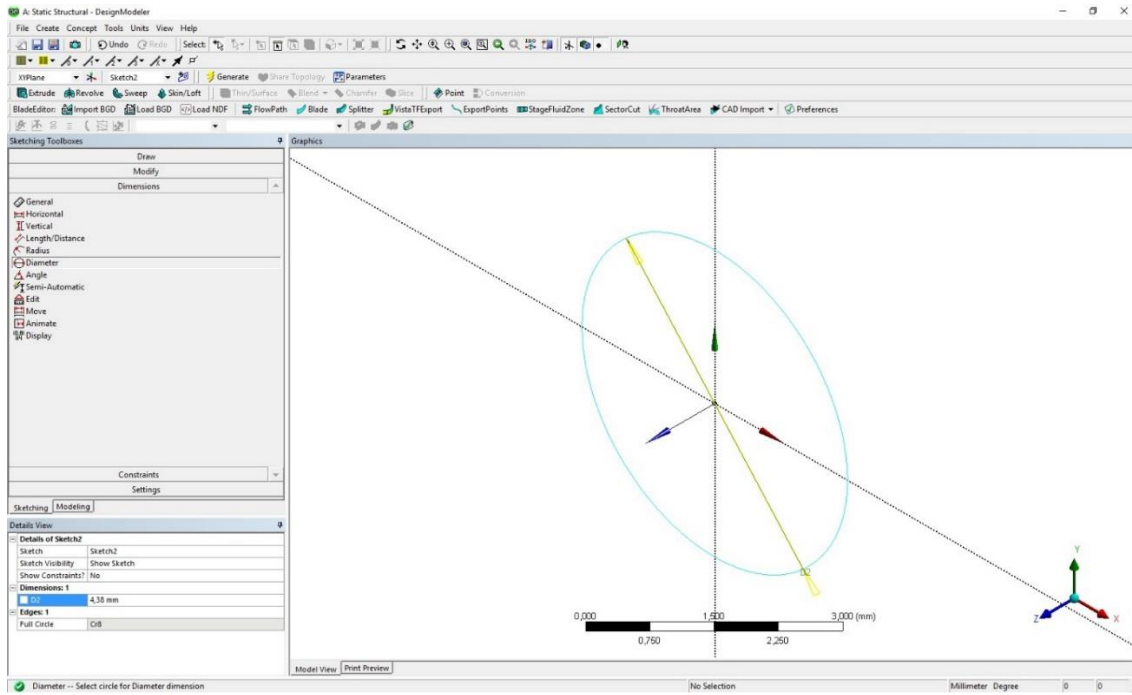 A: Static Structural - DesignModeler
File Create Concept Tools Units View Help
Undo Redo Select:
XYPlane Sketch2 Generate Share Topology Parameters
Extrude Revolve Sweep Skin/Loft Thin/Surface Blend Chamfer Slice Point Conversion
BladeEditor: Import BGD Load BGD Load NDF FlowPath Blade Splitter VistaTFExport ExportPoints StageFluidZone SectorCut ThroatArea CAD Import Preferences
Sketching Toolboxes
Draw
Modify
Dimensions
General
Horizontal
Vertical
Length/Distance
Radius
Diameter
Angle
Semi-Automatic
Edit
Move
Animate
Display
Constraints
Settings
Sketching Modeling
Details View
Details of Sketch2
Sketch Sketch2
Sketch Visibility Show Sketch
Show Constraints? No
Dimensions: 1
D2 4,38 mm
Edges: 1
Full Circle Cr8
Graphics
D2
0,000 1,500 3,000 (mm)
0,750 2,250
Y
Z X
Model View Print Preview
Diameter -- Select circle for Diameter dimension No Selection Millimeter Degree 0 0